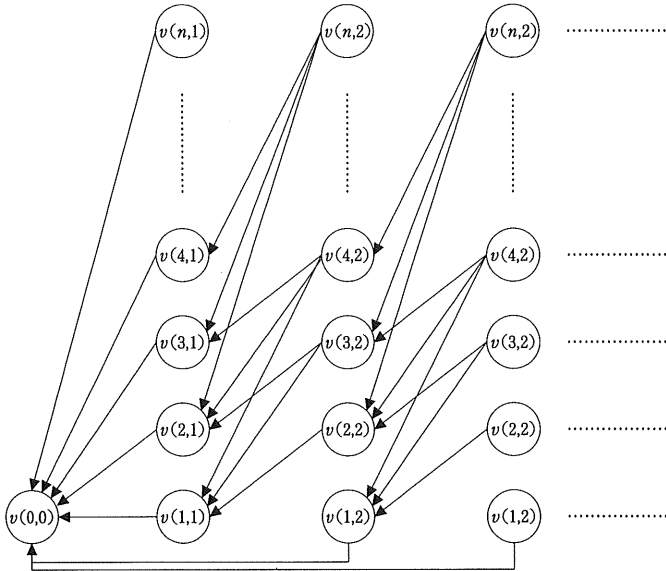 v(n,1) v(n,2) v(n,2)
v(4,1) v(4,2) v(4,2)
v(3,1) v(3,2) v(3,2)
v(2,1) v(2,2) v(2,2)
v(0,0) v(1,1) v(1,2) v(1,2)